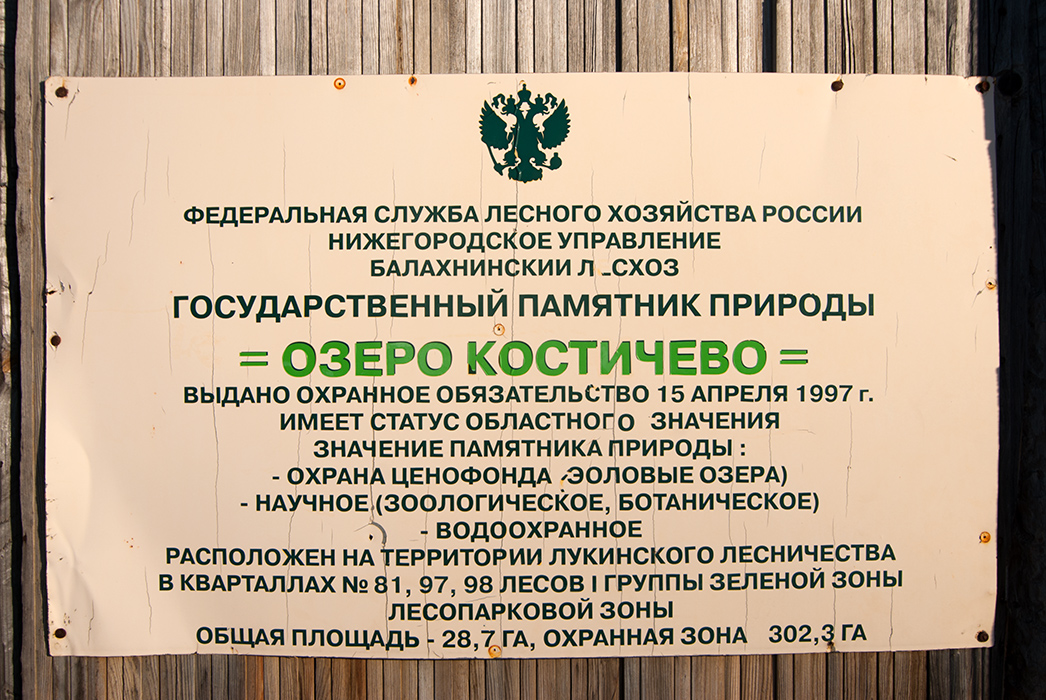 ФЕДЕРАЛЬНАЯ СЛУЖБА ЛЕСНОГО ХОЗЯЙСТВА РОССИИ
НИЖЕГОРОДСКОЕ УПРАВЛЕНИЕ
БАЛАХНИНСКИЙ ЛЕСХОЗ
ГОСУДАРСТВЕННЫЙ ПАМЯТНИК ПРИРОДЫ
= ОЗЕРО КОСТИЧЕВО =
ВЫДАНО ОХРАННОЕ ОБЯЗАТЕЛЬСТВО 15 АПРЕЛЯ 1997 г.
ИМЕЕТ СТАТУС ОБЛАСТНОГО ЗНАЧЕНИЯ
ЗНАЧЕНИЕ ПАМЯТНИКА ПРИРОДЫ :
- ОХРАНА ЦЕНОФОНДА (ЭОЛОВЫЕ ОЗЕРА)
- НАУЧНОЕ (ЗООЛОГИЧЕСКОЕ, БОТАНИЧЕСКОЕ)
- ВОДООХРАННОЕ
РАСПОЛОЖЕН НА ТЕРРИТОРИИ ЛУКИНСКОГО ЛЕСНИЧЕСТВА
В КВАРТАЛЛАХ № 81, 97, 98 ЛЕСОВ I ГРУППЫ ЗЕЛЕНОЙ ЗОНЫ
ЛЕСОПАРКОВОЙ ЗОНЫ
ОБЩАЯ ПЛОЩАДЬ - 28,7 ГА, ОХРАННАЯ ЗОНА 302,3 ГА